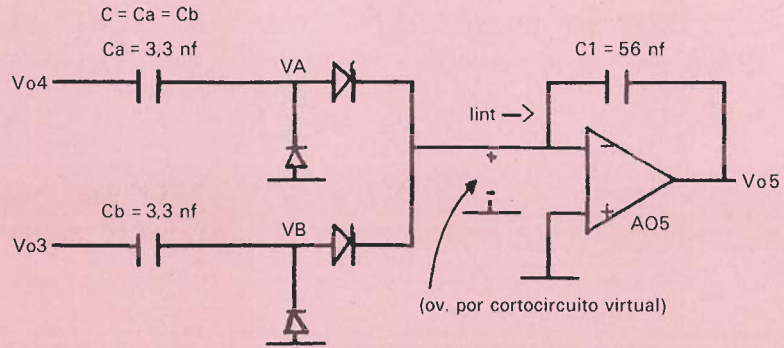 C = Ca = Cb
Ca = 3,3 nf
C1 = 56 nf
Vo4
VA
Iint ->
+
-
-
Vo5
Cb = 3,3 nf
+
AO5
Vo3
VB
(ov. por cortocircuito virtual)